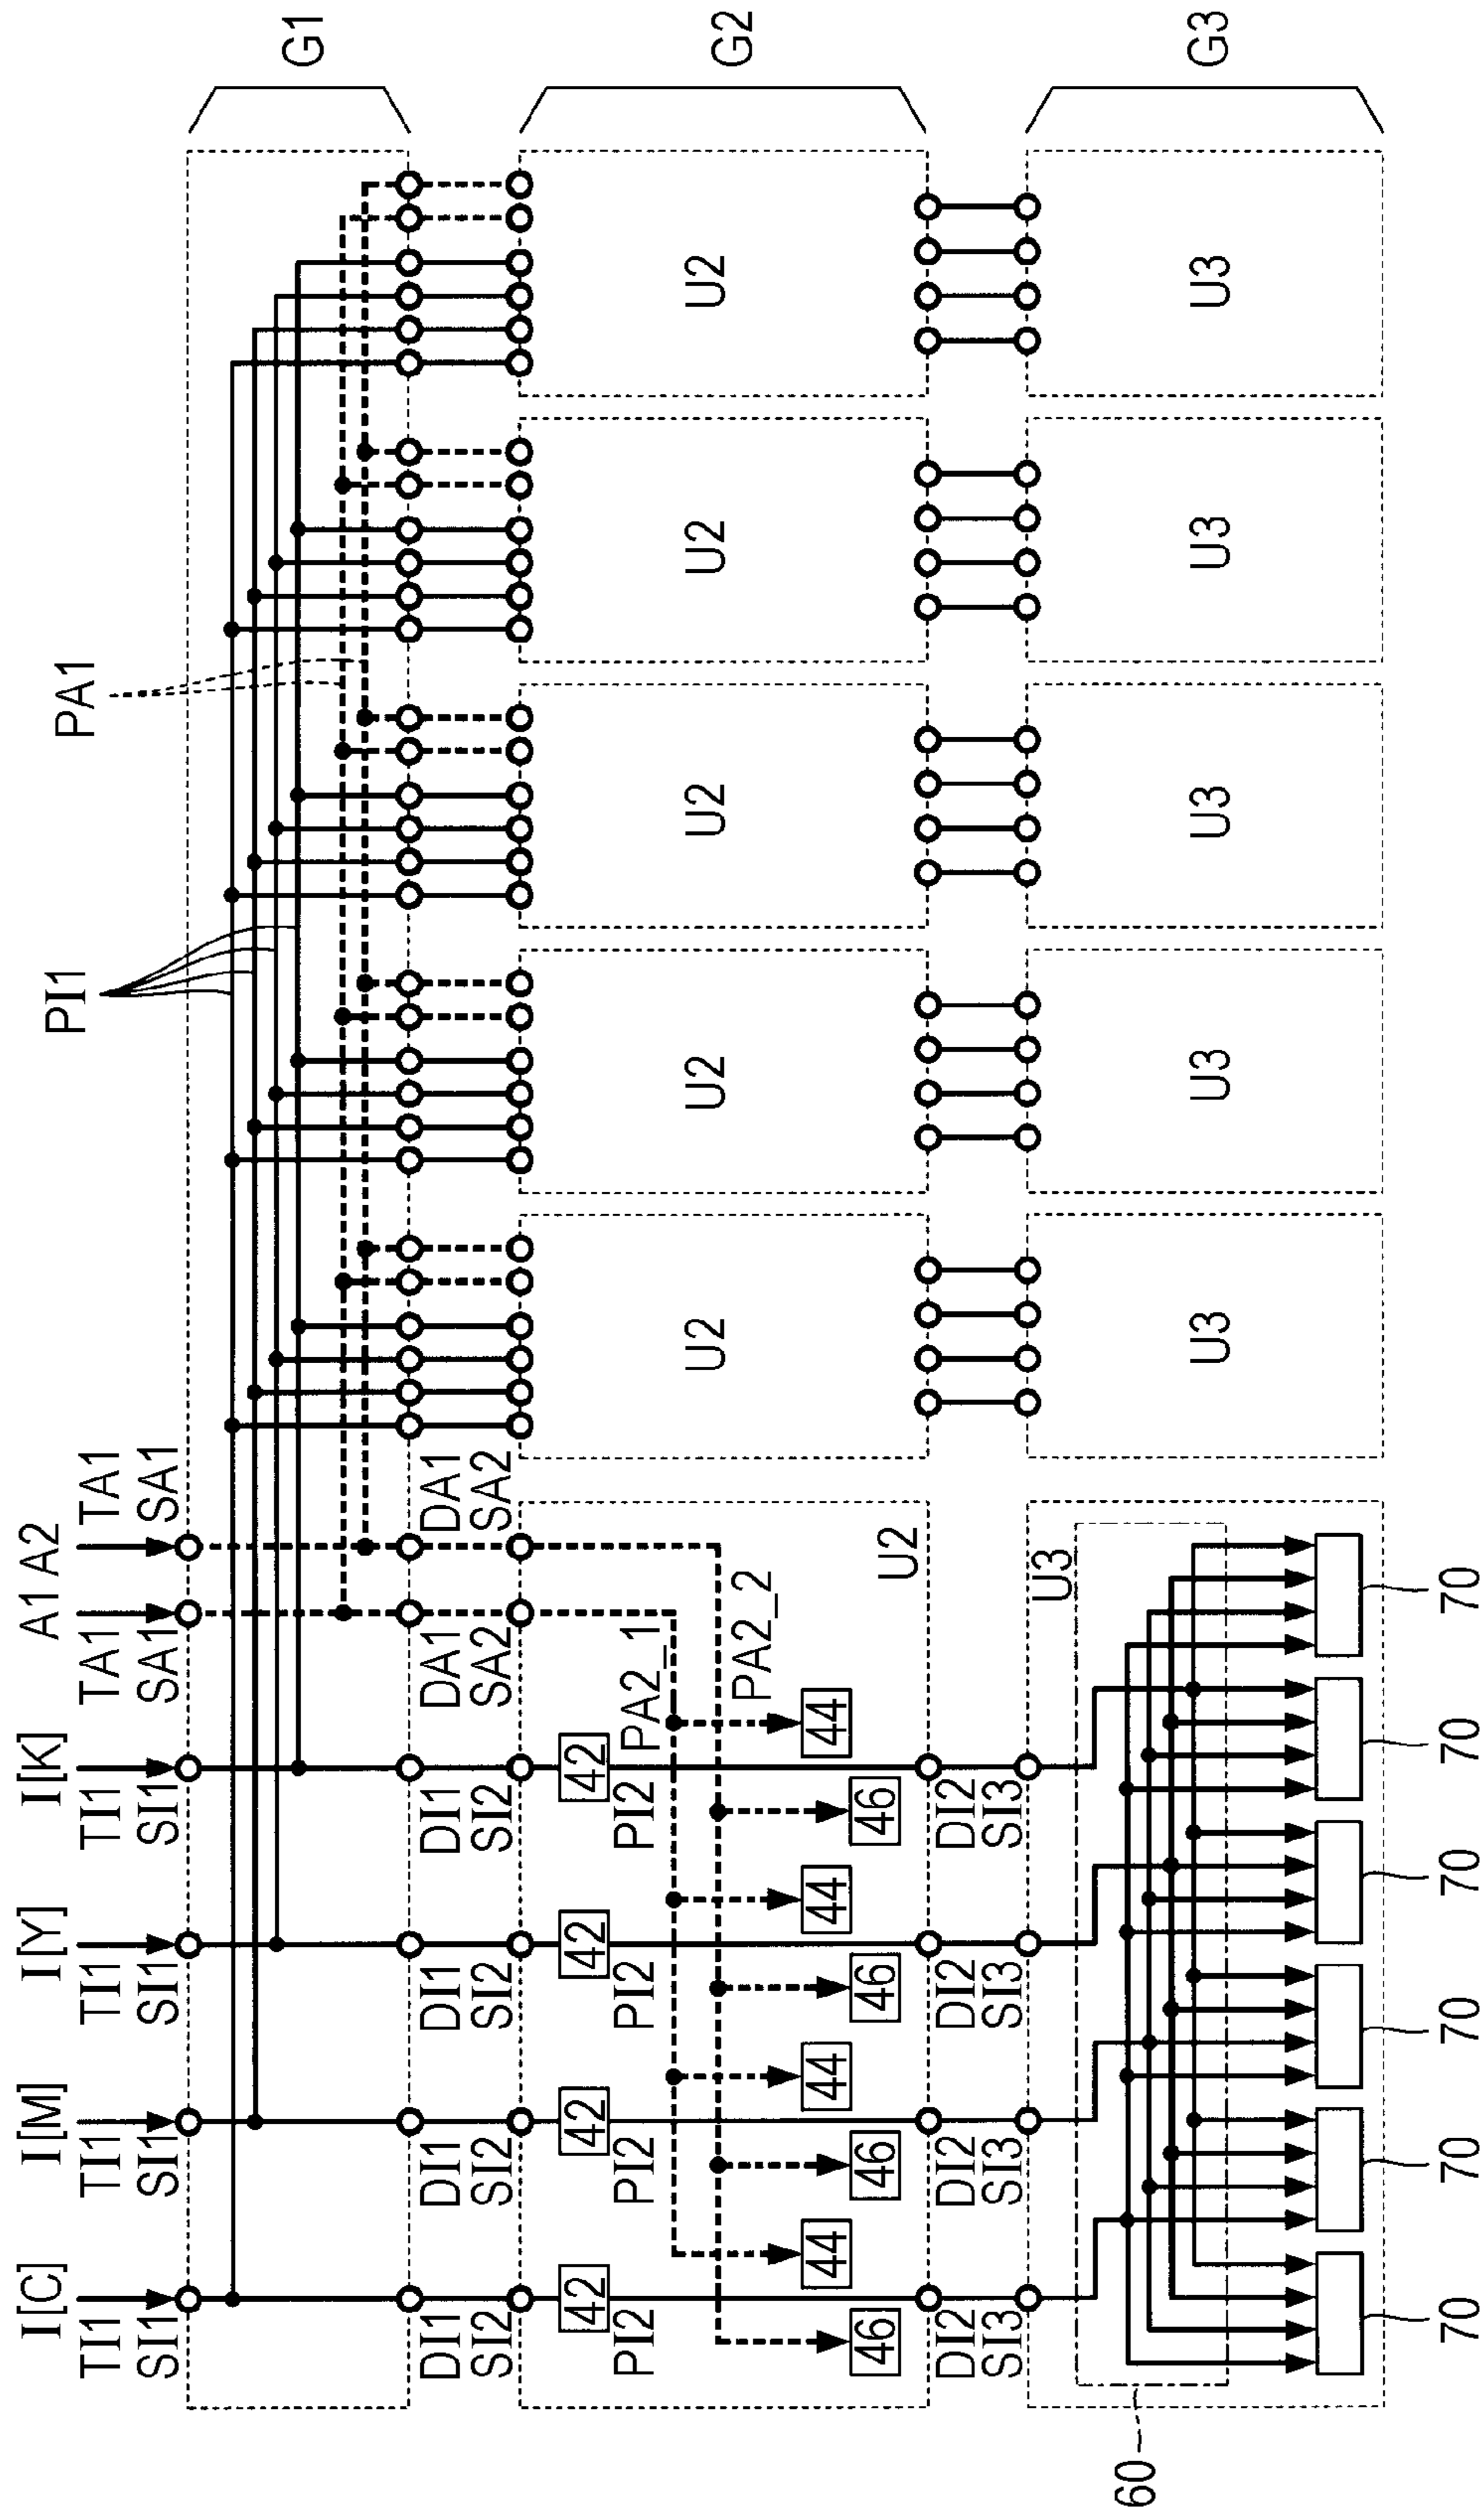 I[C]
I[M]
I[Y]
I[K]
A1
A2
PI1
PA1
TI1
TI1
TI1
TI1
TA1
TA1
SI1
SI1
SI1
SI1
SA1
SA1
G1
DI1
DI1
DI1
DI1
DA1
DA1
SI2
SI2
SI2
SI2
SA2
SA2
42
42
42
42
PI2
PI2
PI2
PI2
PA2_1
PA2_2
U2
U2
U2
U2
U2
G2
44
44
44
44
46
46
46
46
U2
DI2
DI2
DI2
DI2
SI3
SI3
SI3
SI3
U3
60
U3
U3
U3
U3
U3
G3
70
70
70
70
70
70